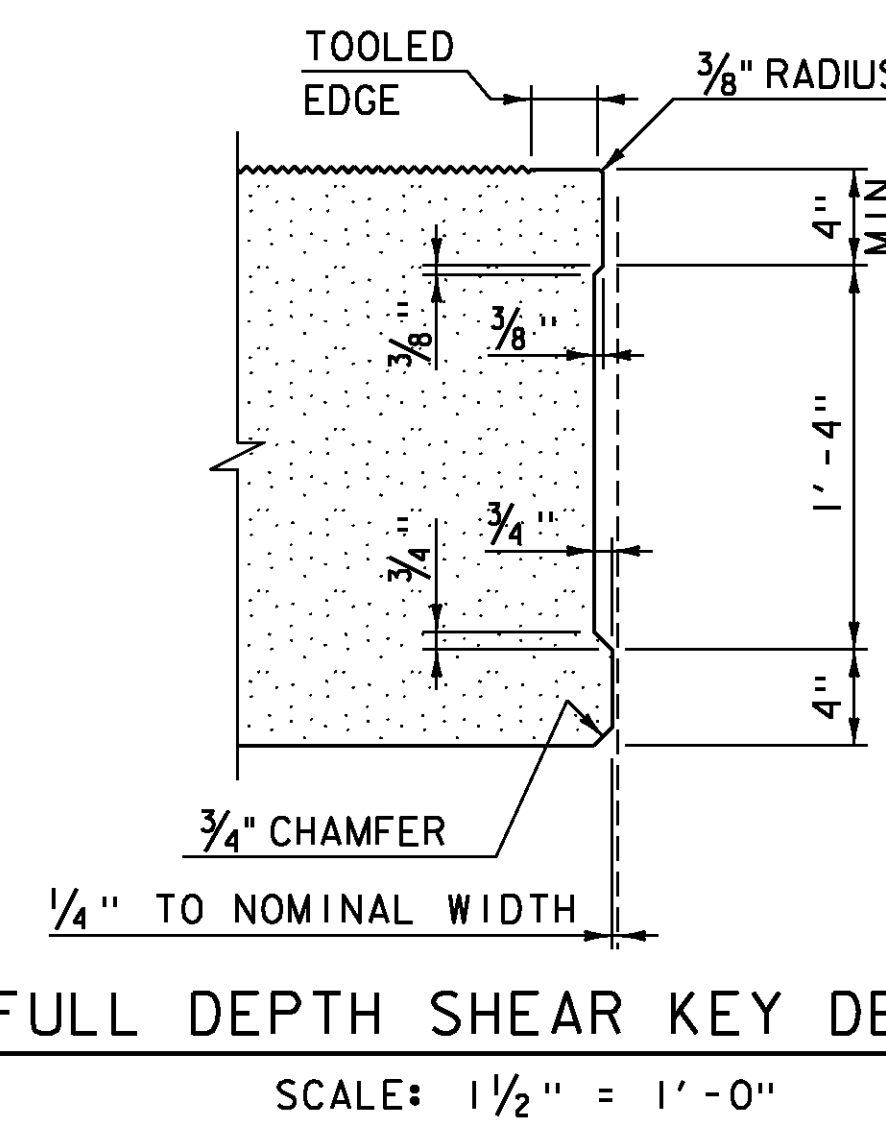 TOOLED
EDGE
3/8" RADIUS
4"
MIN
3/8"
3/8"
1'-4"
3/4"
3/4"
4"
3/4" CHAMFER
1/4" TO NOMINAL WIDTH
FULL DEPTH SHEAR KEY DE
SCALE: 1 1/2" = 1'-0"